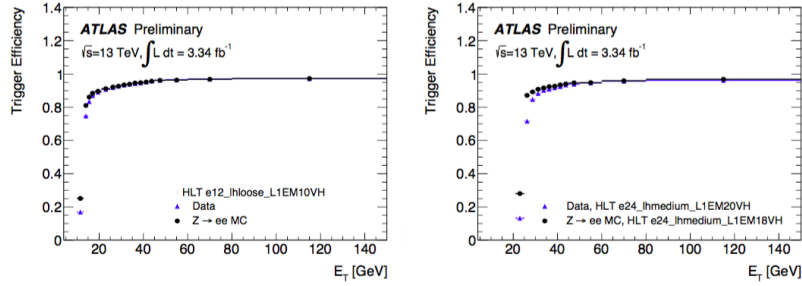 ATLAS Preliminary
√s=13 TeV, ∫L dt = 3.34 fb⁻¹
Trigger Efficiency
1.4
1.2
1
0.8
0.6
0.4
0.2
0
HLT e12_lhloose_L1EM10VH
Data
Z → ee MC
20 40 60 80 100 120 140
E_T [GeV]
ATLAS Preliminary
√s=13 TeV, ∫L dt = 3.34 fb⁻¹
Trigger Efficiency
1.4
1.2
1
0.8
0.6
0.4
0.2
0
Data, HLT e24_lhmedium_L1EM20VH
Z → ee MC, HLT e24_lhmedium_L1EM18VH
20 40 60 80 100 120 140
E_T [GeV]